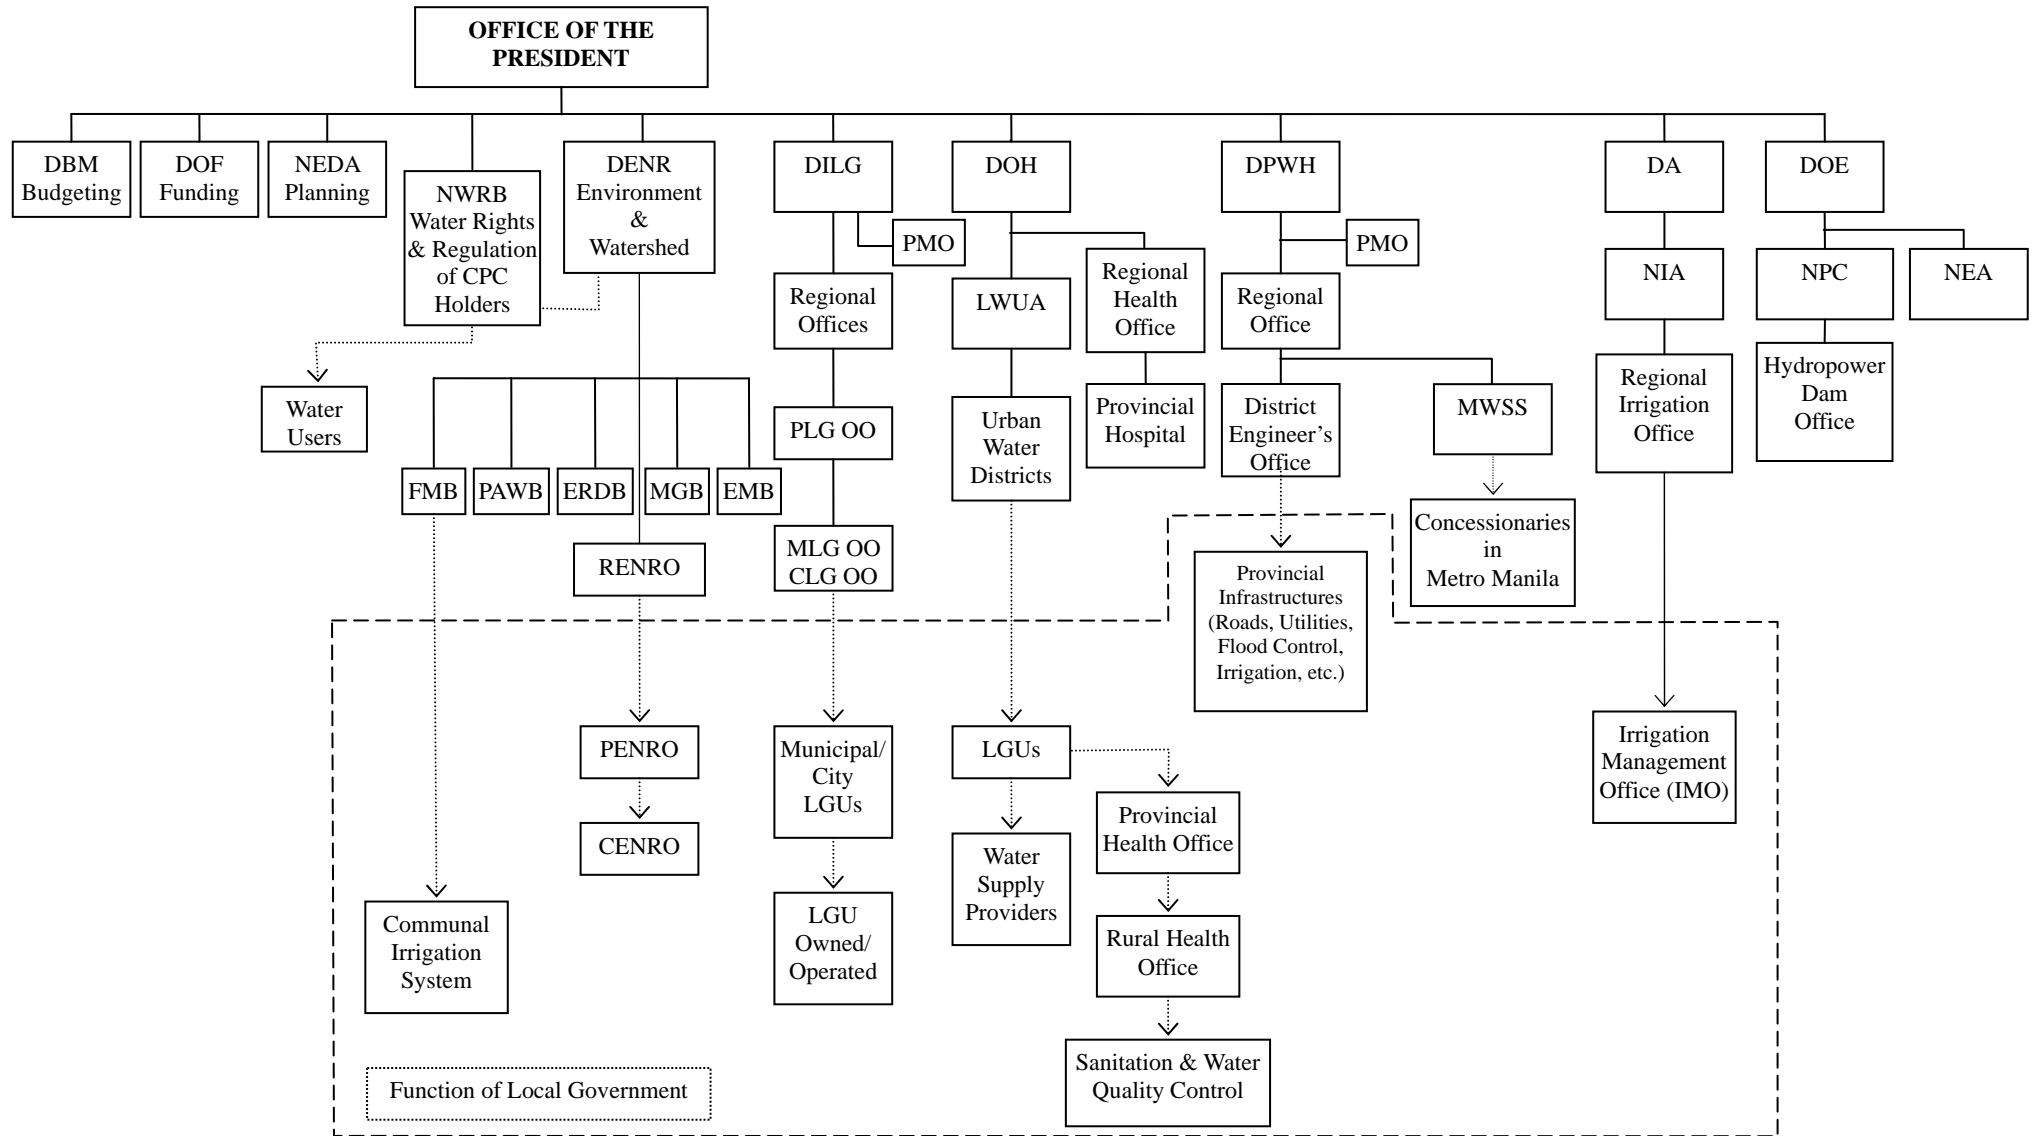 OFFICE OF THE
PRESIDENT
DBM
Budgeting
DOF
Funding
NEDA
Planning
NWRB
Water Rights
& Regulation
of CPC
Holders
DENR
Environment
&
Watershed
DILG
DOH
DPWH
DA
DOE
PMO
PMO
Regional
Offices
LWUA
Regional
Health
Office
Regional
Office
NIA
NPC
NEA
Water
Users
PLG OO
Urban
Water
Districts
Provincial
Hospital
District
Engineer’s
Office
MWSS
Regional
Irrigation
Office
Hydropower
Dam
Office
FMB
PAWB
ERDB
MGB
EMB
RENRO
MLG OO
CLG OO
Provincial
Infrastructures
(Roads, Utilities,
Flood Control,
Irrigation, etc.)
Concessionaries
in
Metro Manila
PENRO
CENRO
Municipal/
City
LGUs
LGUs
Irrigation
Management
Office (IMO)
Provincial
Health Office
Water
Supply
Providers
Communal
Irrigation
System
LGU
Owned/
Operated
Rural Health
Office
Sanitation & Water
Quality Control
Function of Local Government